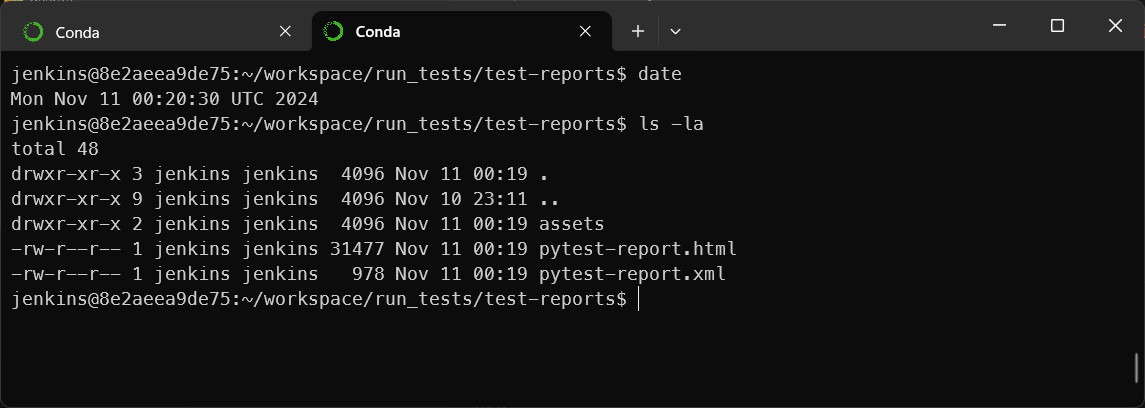 Conda
Conda
jenkins@8e2aeea9de75:~/workspace/run_tests/test-reports$ date
Mon Nov 11 00:20:30 UTC 2024
jenkins@8e2aeea9de75:~/workspace/run_tests/test-reports$ ls -la
total 48
drwxr-xr-x 3 jenkins jenkins  4096 Nov 11 00:19 .
drwxr-xr-x 9 jenkins jenkins  4096 Nov 10 23:11 ..
drwxr-xr-x 2 jenkins jenkins  4096 Nov 11 00:19 assets
-rw-r--r-- 1 jenkins jenkins 31477 Nov 11 00:19 pytest-report.html
-rw-r--r-- 1 jenkins jenkins   978 Nov 11 00:19 pytest-report.xml
jenkins@8e2aeea9de75:~/workspace/run_tests/test-reports$